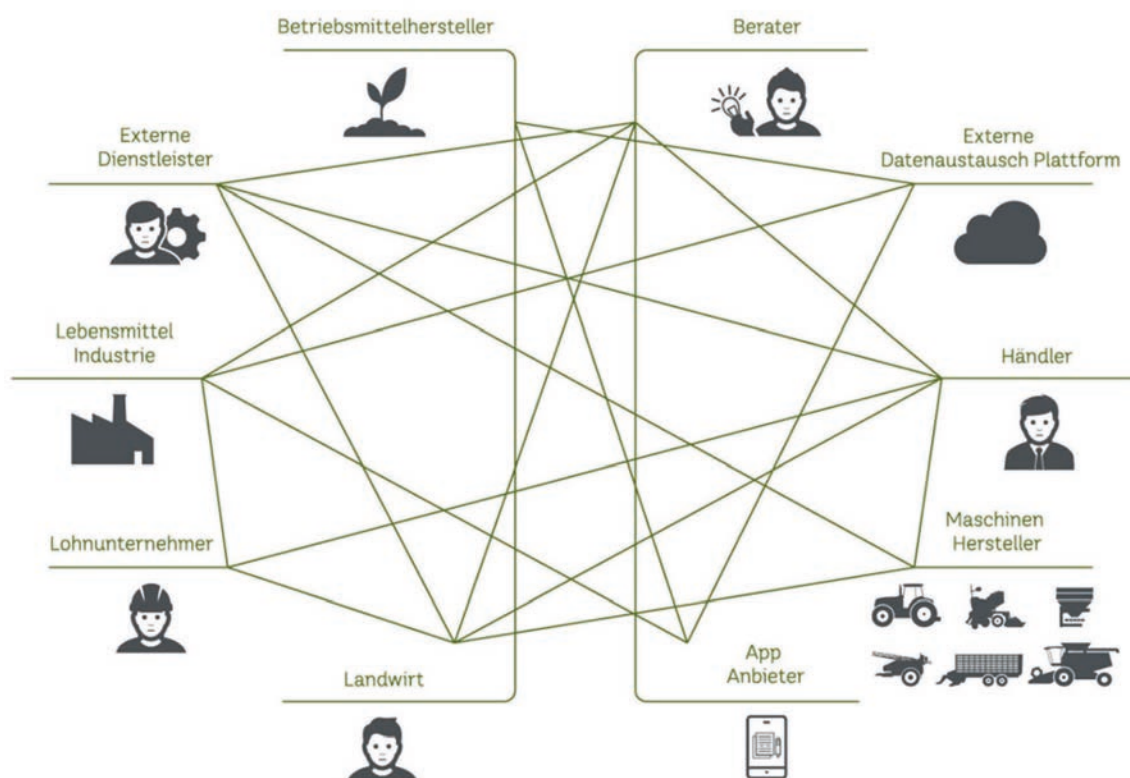 Betriebsmittelhersteller
Berater
Externe
Dienstleister
Externe
Datenaustausch Plattform
Lebensmittel
Industrie
Händler
Lohnunternehmer
Maschinen
Hersteller
Landwirt
App
Anbieter